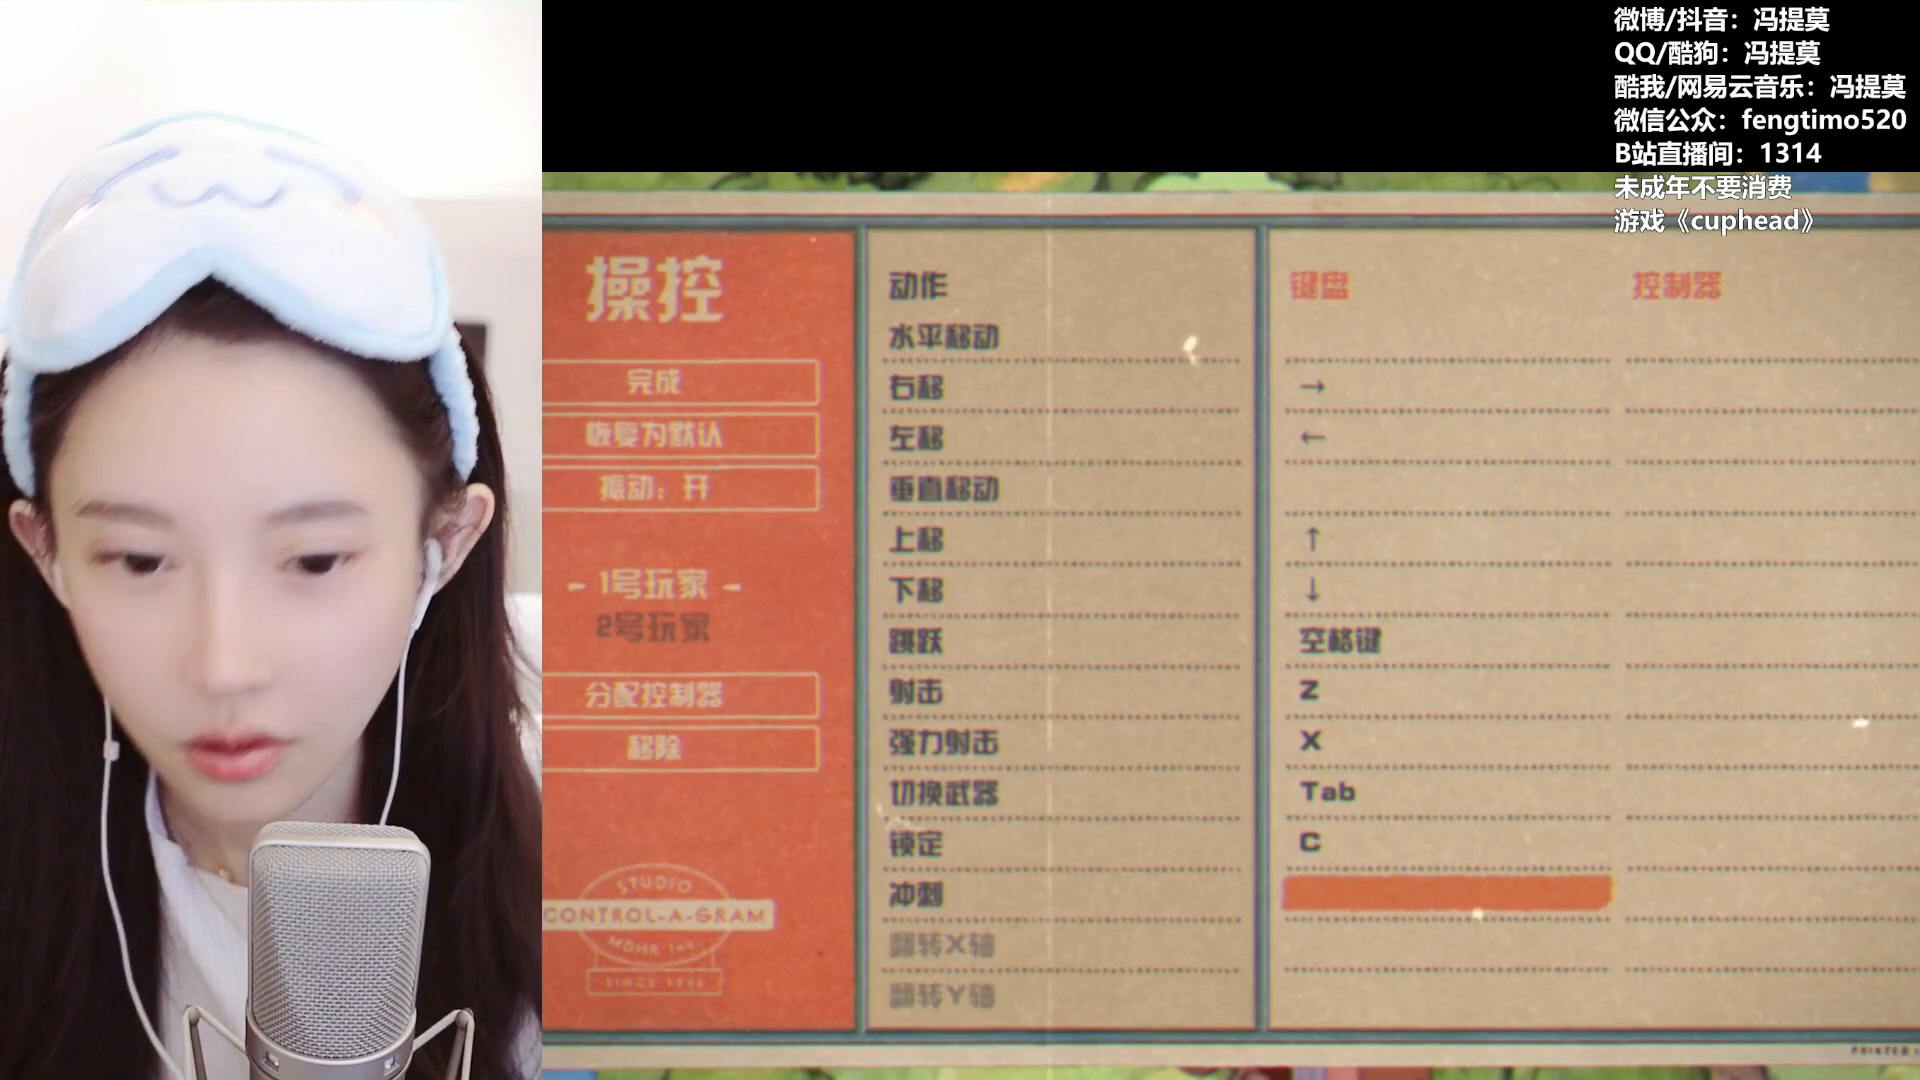 微博/抖音：冯提莫
QQ/酷狗：冯提莫
酷我/网易云音乐：冯提莫
微信公众：fengtimo520
B站直播间：1314
未成年不要消费
游戏《cuphead》
操控
完成
恢复为默认
振动：开
- 1号玩家 -
2号玩家
分配控制器
移除
STUDIO
CONTROL-A-GRAM
MDHR Inc.
动作
水平移动
右移
左移
垂直移动
上移
下移
跳跃
射击
强力射击
切换武器
锁定
冲刺
翻转X轴
翻转Y轴
键盘
→
←
↑
↓
空格键
Z
X
Tab
C
控制器
PRINTED